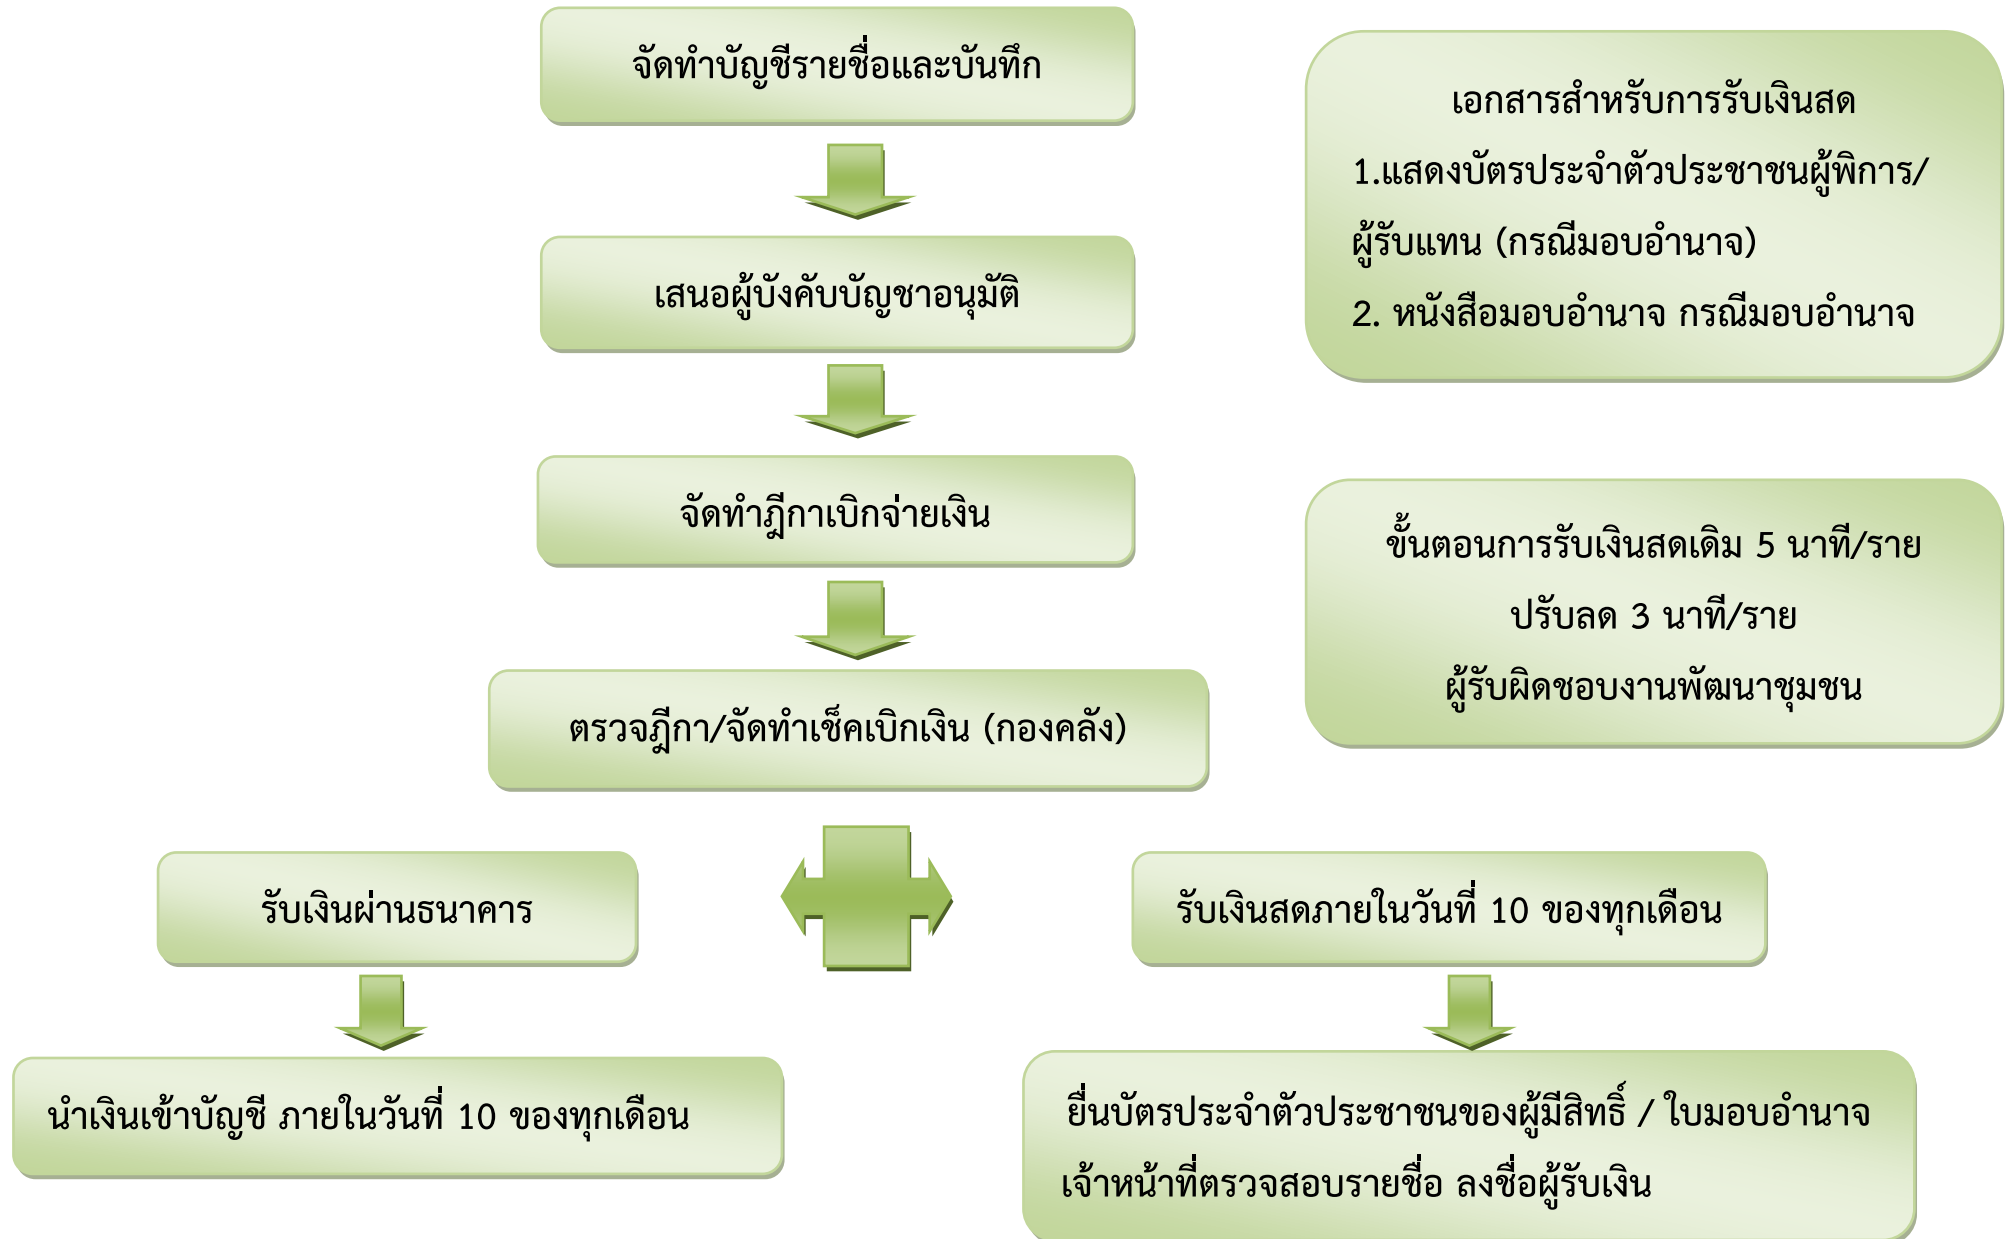 จัดทำบัญชีรายชื่อและบันทึก
เสนอผู้บังคับบัญชาอนุมัติ
จัดทำฎีกาเบิกจ่ายเงิน
ตรวจฎีกา/จัดทำเช็คเบิกเงิน (กองคลัง)
เอกสารสำหรับการรับเงินสด
1.แสดงบัตรประจำตัวประชาชนผู้พิการ/
ผู้รับแทน (กรณีมอบอำนาจ)
2. หนังสือมอบอำนาจ กรณีมอบอำนาจ
ขั้นตอนการรับเงินสดเดิม 5 นาที/ราย
ปรับลด 3 นาที/ราย
ผู้รับผิดชอบงานพัฒนาชุมชน
รับเงินผ่านธนาคาร
นำเงินเข้าบัญชี ภายในวันที่ 10 ของทุกเดือน
รับเงินสดภายในวันที่ 10 ของทุกเดือน
ยื่นบัตรประจำตัวประชาชนของผู้มีสิทธิ์ / ใบมอบอำนาจ
เจ้าหน้าที่ตรวจสอบรายชื่อ ลงชื่อผู้รับเงิน